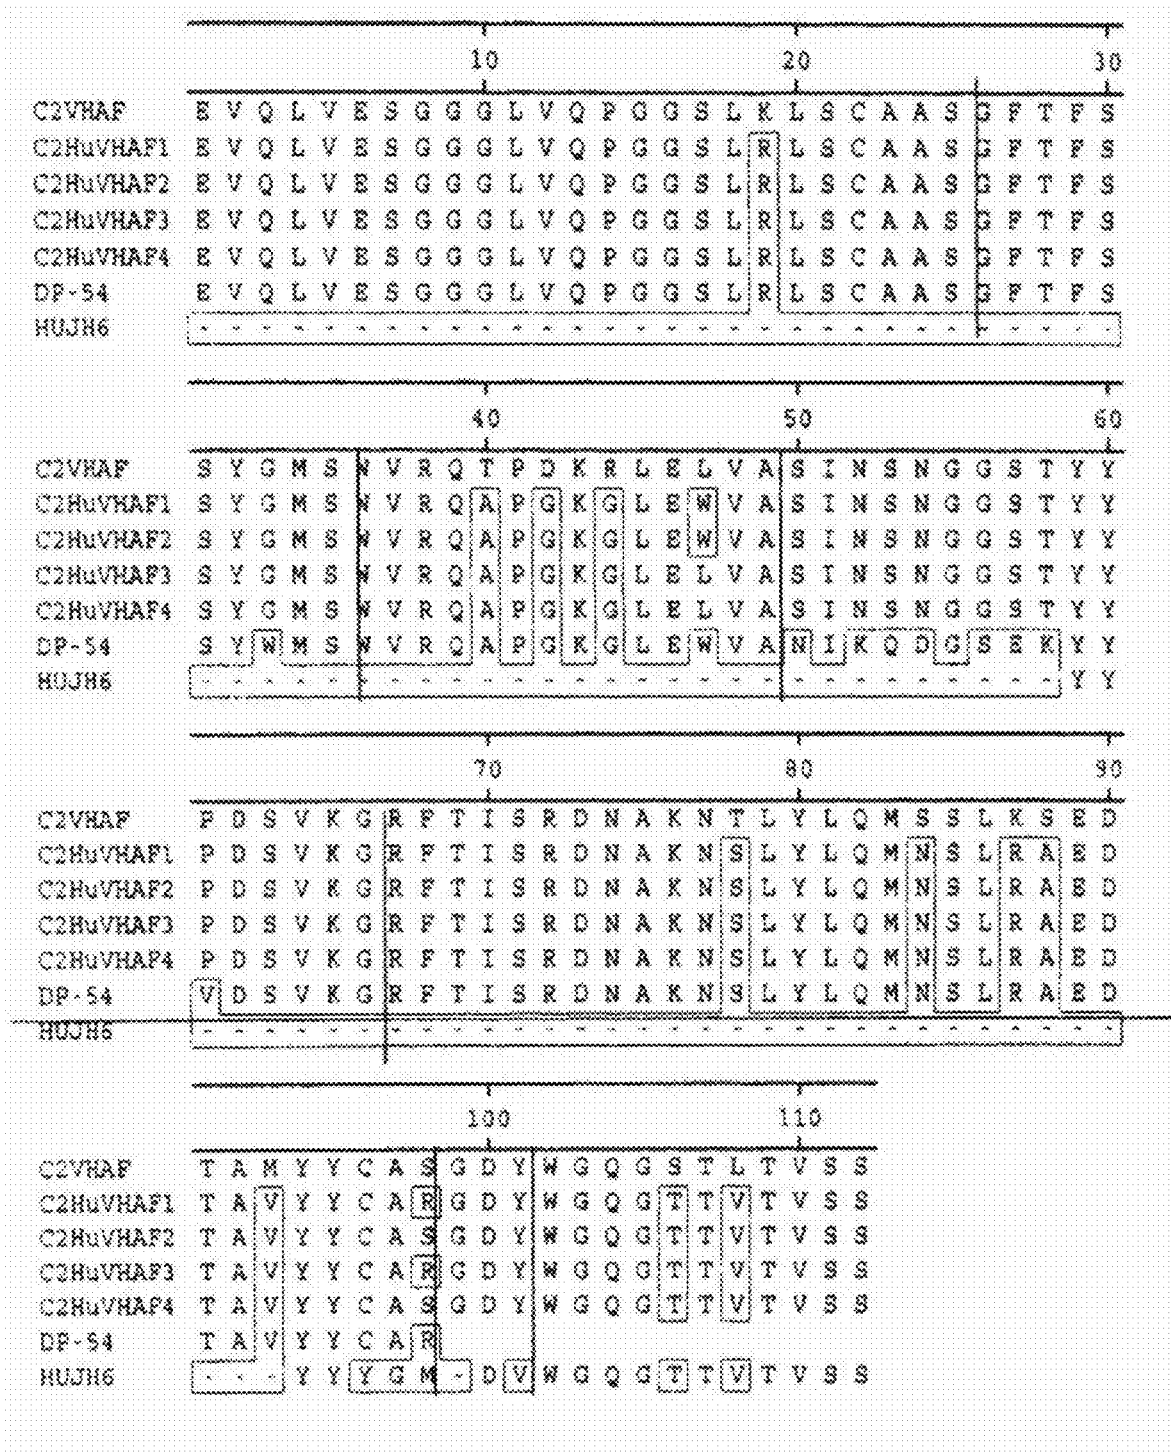 10 20 30
C2VHAF E V Q L V E S G G G L V Q P G G S L K L S C A A S G F T F S
C2HuVHAF1 E V Q L V E S G G G L V Q P G G S L R L S C A A S G F T F S
C2HuVHAF2 E V Q L V E S G G G L V Q P G G S L R L S C A A S G F T F S
C2HuVHAF3 E V Q L V E S G G G L V Q P G G S L R L S C A A S G F T F S
C2HuVHAF4 E V Q L V E S G G G L V Q P G G S L R L S C A A S G F T F S
DP-54 E V Q L V E S G G G L V Q P G G S L R L S C A A S G F T F S
HUJH6 - - - - - - - - - - - - - - - - - - - - - - - - - - - - - -
40 50 60
C2VHAF S Y G M S W V R Q T P D K R L E L V A S I N S N G G S T Y Y
C2HuVHAF1 S Y G M S W V R Q A P G K G L E W V A S I N S N G G S T Y Y
C2HuVHAF2 S Y G M S W V R Q A P G K G L E W V A S I N S N G G S T Y Y
C2HuVHAF3 S Y G M S W V R Q A P G K G L E L V A S I N S N G G S T Y Y
C2HuVHAF4 S Y G M S W V R Q A P G K G L E L V A S I N S N G G S T Y Y
DP-54 S Y W M S W V R Q A P G K G L E W V A N I K Q D G S E K Y Y
HUJH6 - - - - - - - - - - - - - - - - - - - - - - - - - - - - Y Y
70 80 90
C2VHAF P D S V K G R F T I S R D N A K N T L Y L Q M S S L K S E D
C2HuVHAF1 P D S V K G R F T I S R D N A K N S L Y L Q M N S L R A E D
C2HuVHAF2 P D S V K G R F T I S R D N A K N S L Y L Q M N S L R A E D
C2HuVHAF3 P D S V K G R F T I S R D N A K N S L Y L Q M N S L R A E D
C2HuVHAF4 P D S V K G R F T I S R D N A K N S L Y L Q M N S L R A E D
DP-54 V D S V K G R F T I S R D N A K N S L Y L Q M N S L R A E D
HUJH6 - - - - - - - - - - - - - - - - - - - - - - - - - - - - - -
100 110
C2VHAF T A M Y Y C A S G D Y W G Q G S T L T V S S
C2HuVHAF1 T A V Y Y C A R G D Y W G Q G T T V T V S S
C2HuVHAF2 T A V Y Y C A S G D Y W G Q G T T V T V S S
C2HuVHAF3 T A V Y Y C A R G D Y W G Q G T T V T V S S
C2HuVHAF4 T A V Y Y C A S G D Y W G Q G T T V T V S S
DP-54 T A V Y Y C A R
HUJH6 - - - Y Y Y G M - D V W G Q G T T V T V S S